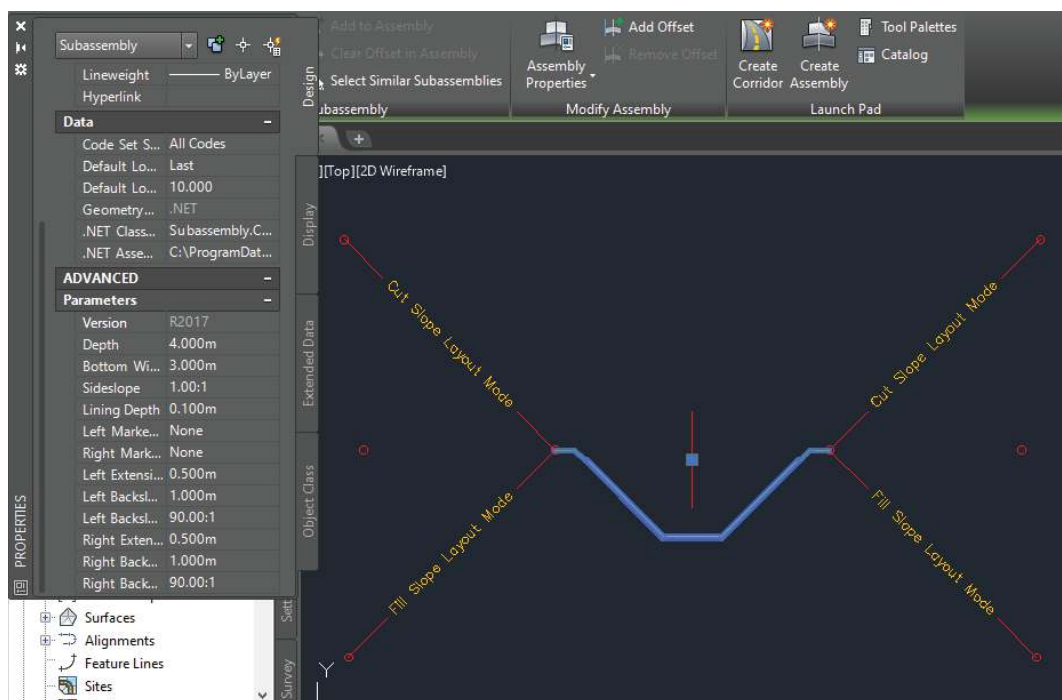 Subassembly
Lineweight ByLayer
Hyperlink
Data
Code Set S... All Codes
Default Lo... Last
Default Lo... 10.000
Geometry... .NET
.NET Class... Subassembly.C...
.NET Asse... C:\ProgramDat...
ADVANCED
Parameters
Version R2017
Depth 4.000m
Bottom Wi... 3.000m
Sideslope 1.00:1
Lining Depth 0.100m
Left Marke... None
Right Mark... None
Left Extensi... 0.500m
Left Backsl... 1.000m
Left Backsl... 90.00:1
Right Exten... 0.500m
Right Back... 1.000m
Right Back... 90.00:1
PROPERTIES
Design
Display
Extended Data
Object Class
Add to Assembly
Clear Offset in Assembly
Select Similar Subassemblies
ubassembly
Assembly
Properties
Add Offset
Remove Offset
Modify Assembly
Create
Corridor
Create
Assembly
Tool Palettes
Catalog
Launch Pad
][Top][2D Wireframe]
Cut Slope Layout Mode
Cut Slope Layout Mode
Fill Slope Layout Mode
Fill Slope Layout Mode
Y
Surfaces
Alignments
Feature Lines
Sites
Sett
Survey